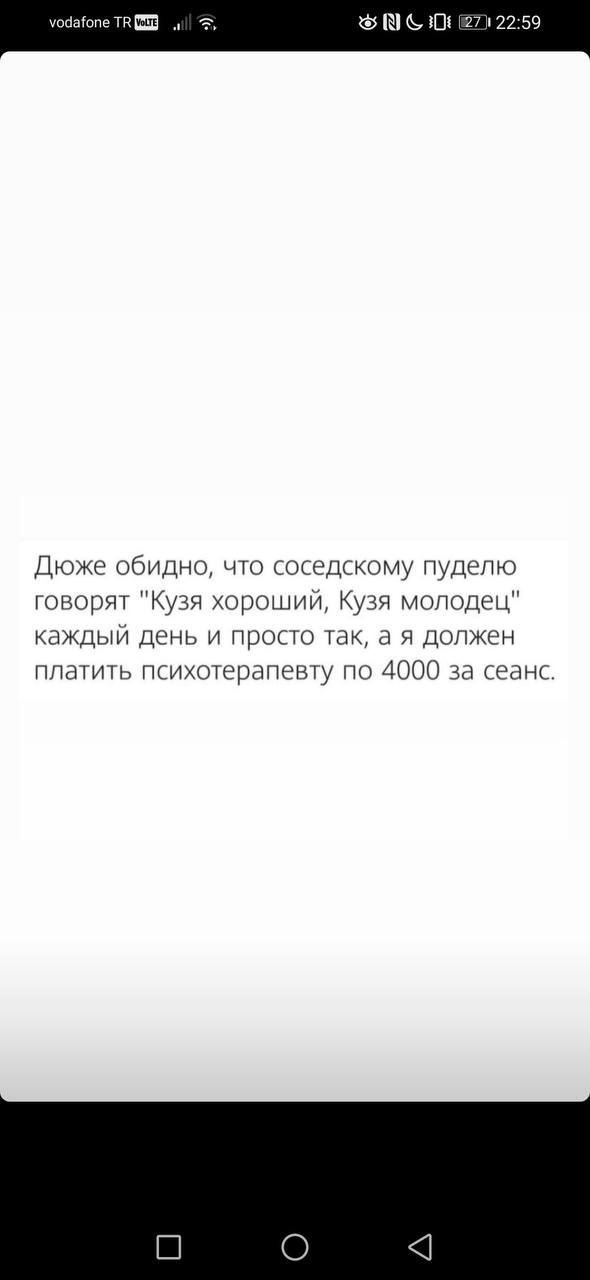 vodafone TR VoLTE 27 22:59
Дюже обидно, что соседскому пуделю
говорят "Кузя хороший, Кузя молодец"
каждый день и просто так, а я должен
платить психотерапевту по 4000 за сеанс.